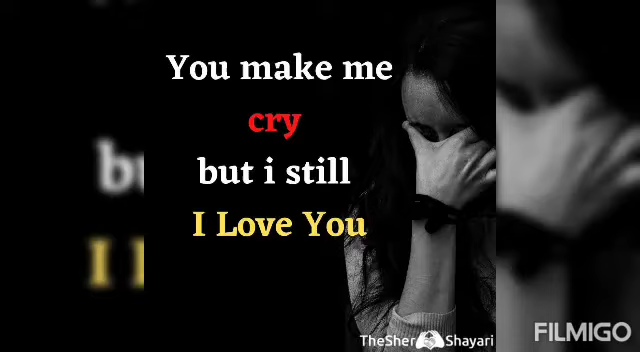 You make me
cry
but i still
I Love You
TheSher Shayari
FILMIGO